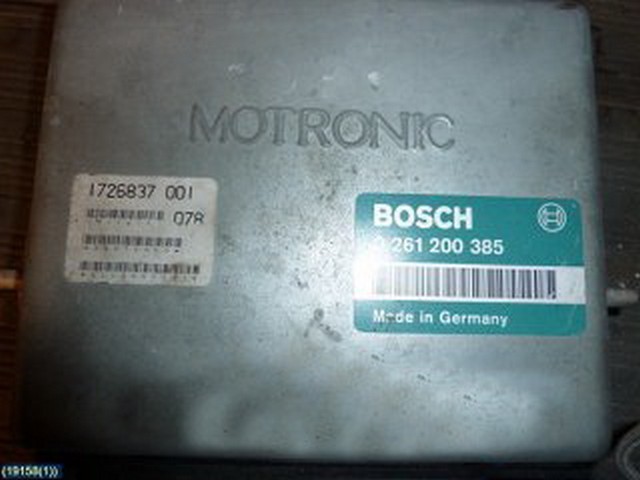 MOTRONIC
1726837 001
07R
BOSCH
0 261 200 385
Made in Germany
(19158(1))